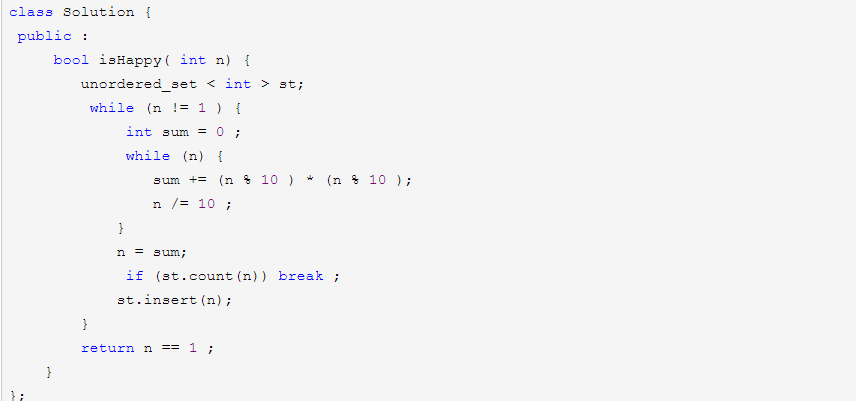 class Solution {
public :
bool isHappy( int n) {
unordered_set < int > st;
while (n != 1 ) {
int sum = 0 ;
while (n) {
sum += (n % 10 ) * (n % 10 );
n /= 10 ;
}
n = sum;
if (st.count(n)) break ;
st.insert(n);
}
return n == 1 ;
}
};